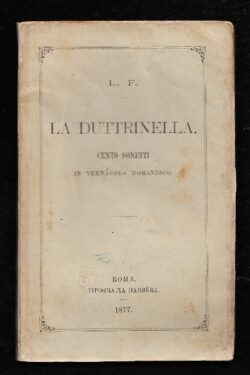 L. F.
LA DUTTRINELLA.
CENTO SONETTI
IN VERNACOLO ROMANESCO.
ROMA,
TIPOGRAFIA BARBÈRA.
1877.